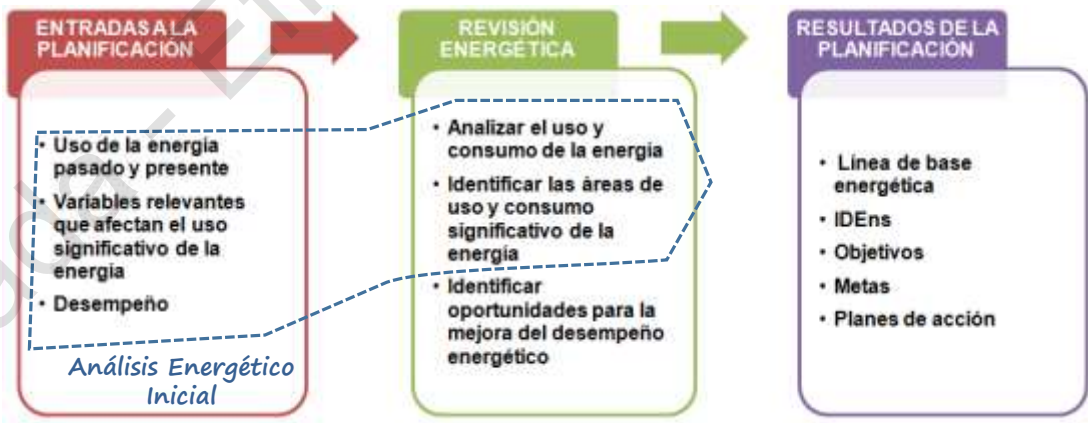 ENTRADAS A LA
PLANIFICACIÓN
• Uso de la energía
pasado y presente
• Variables relevantes
que afectan el uso
significativo de la
energía
• Desempeño
Análisis Energético
Inicial
REVISIÓN
ENERGÉTICA
• Analizar el uso y
consumo de la energía
• Identificar las áreas de
uso y consumo
significativo de la
energía
• Identificar
oportunidades para la
mejora del desempeño
energético
RESULTADOS DE LA
PLANIFICACIÓN
• Línea de base
energética
• IDEns
• Objetivos
• Metas
• Planes de acción